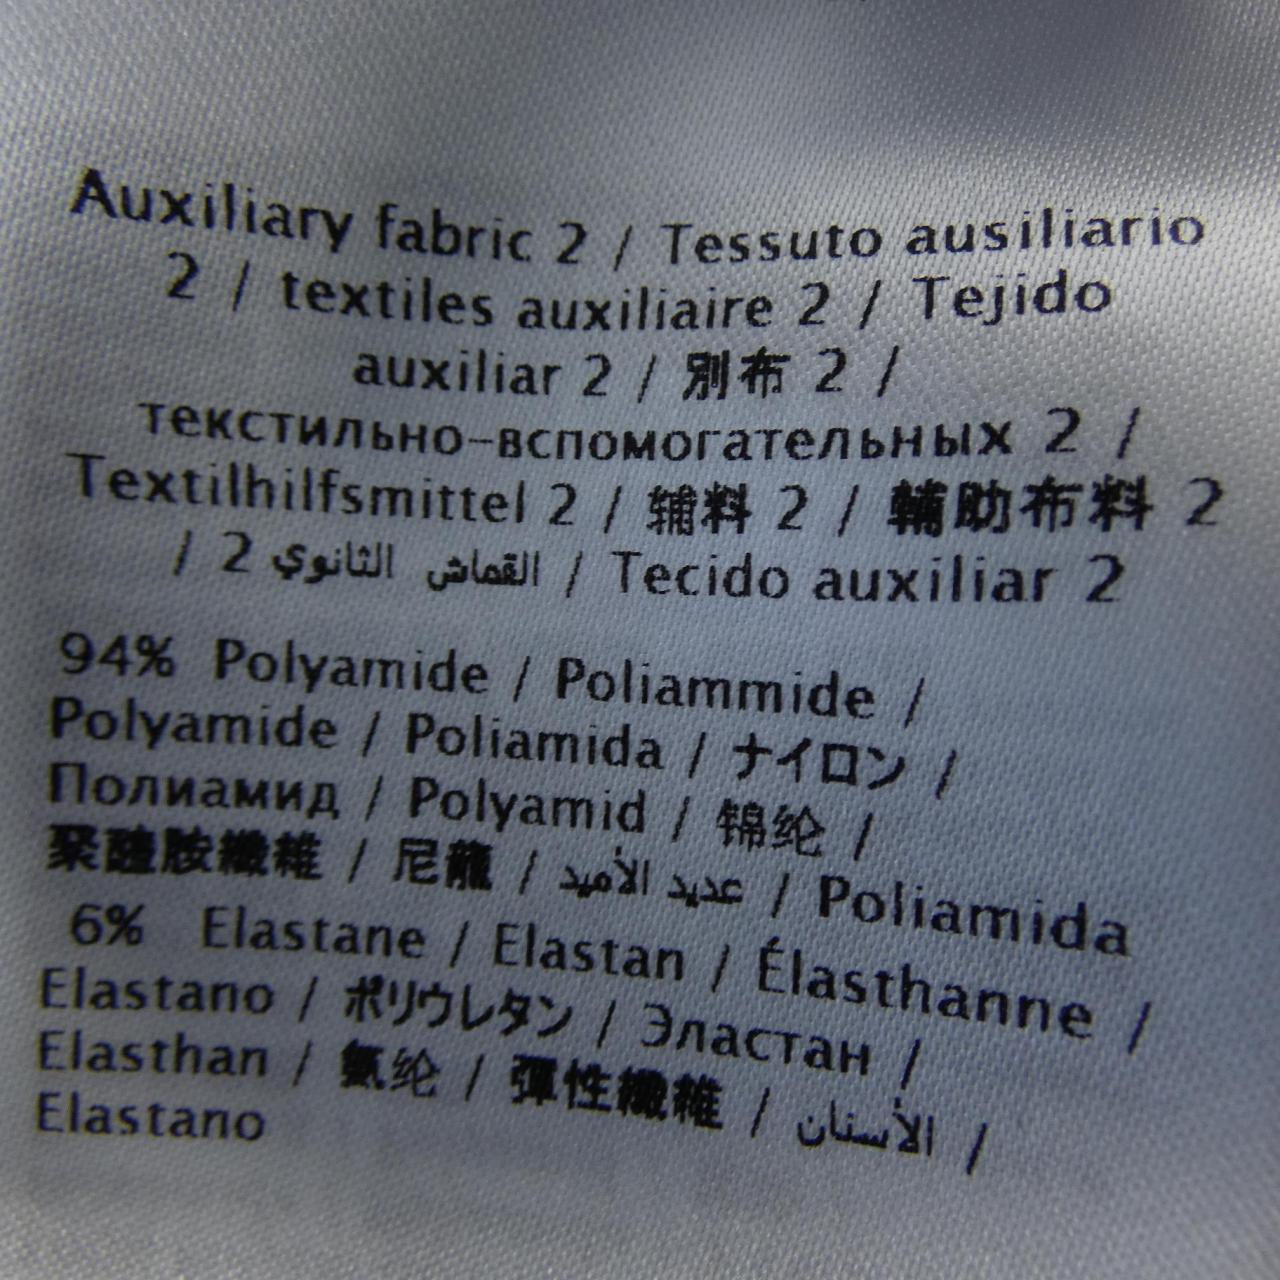 Auxiliary fabric 2 / Tessuto ausiliario
2 / textiles auxiliaire 2 / Tejido
auxiliar 2 / 別布 2 /
текстильно-вспомогательных 2 /
Textilhilfsmittel 2 / 辅料 2 / 輔助布料 2
/ القماش الثانوي 2 / Tecido auxiliar 2
94% Polyamide / Poliammide /
Polyamide / Poliamida / ナイロン /
Полиамид / Polyamid / 锦纶 /
聚醯胺纖維 / 尼龍 / عديد الأميد / Poliamida
6% Elastane / Elastan / Élasthanne /
Elastano / ポリウレタン / Эластан /
Elasthan / 氨纶 / 彈性纖維 / الأستان /
Elastano